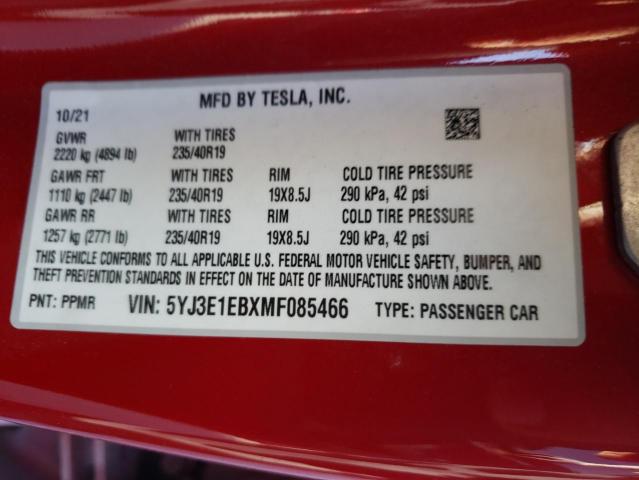 MFD BY TESLA, INC.
10/21
GVWR WITH TIRES
2220 kg (4894 lb) 235/40R19
GAWR FRT WITH TIRES RIM COLD TIRE PRESSURE
1110 kg (2447 lb) 235/40R19 19X8.5J 290 kPa, 42 psi
GAWR RR WITH TIRES RIM COLD TIRE PRESSURE
1257 kg (2771 lb) 235/40R19 19X8.5J 290 kPa, 42 psi
THIS VEHICLE CONFORMS TO ALL APPLICABLE U.S. FEDERAL MOTOR VEHICLE SAFETY, BUMPER, AND
THEFT PREVENTION STANDARDS IN EFFECT ON THE DATE OF MANUFACTURE SHOWN ABOVE.
PNT: PPMR VIN: 5YJ3E1EBXMF085466 TYPE: PASSENGER CAR